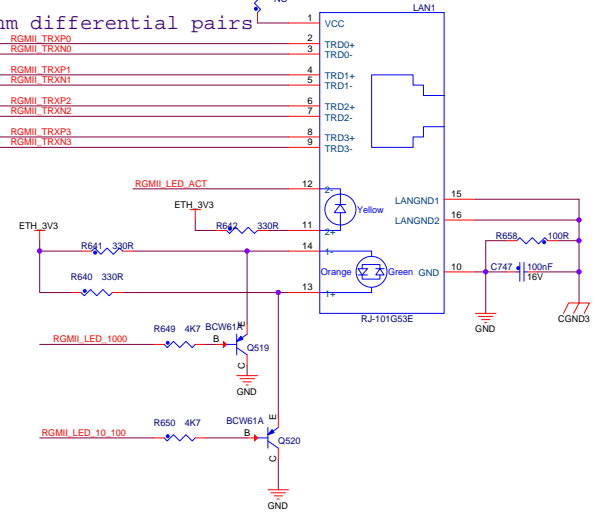 NC
LAN1
nm differential pairs
1 VCC
RGMII_TRXP0 2 TRD0+
RGMII_TRXN0 3 TRD0-
RGMII_TRXP1 4 TRD1+
RGMII_TRXN1 5 TRD1-
RGMII_TRXP2 6 TRD2+
RGMII_TRXN2 7 TRD2-
RGMII_TRXP3 8 TRD3+
RGMII_TRXN3 9 TRD3-
RGMII_LED_ACT 12 2-
LANGND1 15
ETH_3V3 Yellow
LANGND2 16
R642 330R 11 2+
ETH_3V3
R658 100R
R641 330R 14 1-
Orange Green GND 10 C747 100nF
16V
R640 330R 13 1+
RJ-101G53E
GND CGND3
R649 4K7 BCW61A E
RGMII_LED_1000 B Q519
C
GND
R650 4K7 BCW61A E
RGMII_LED_10_100 B Q520
C
GND